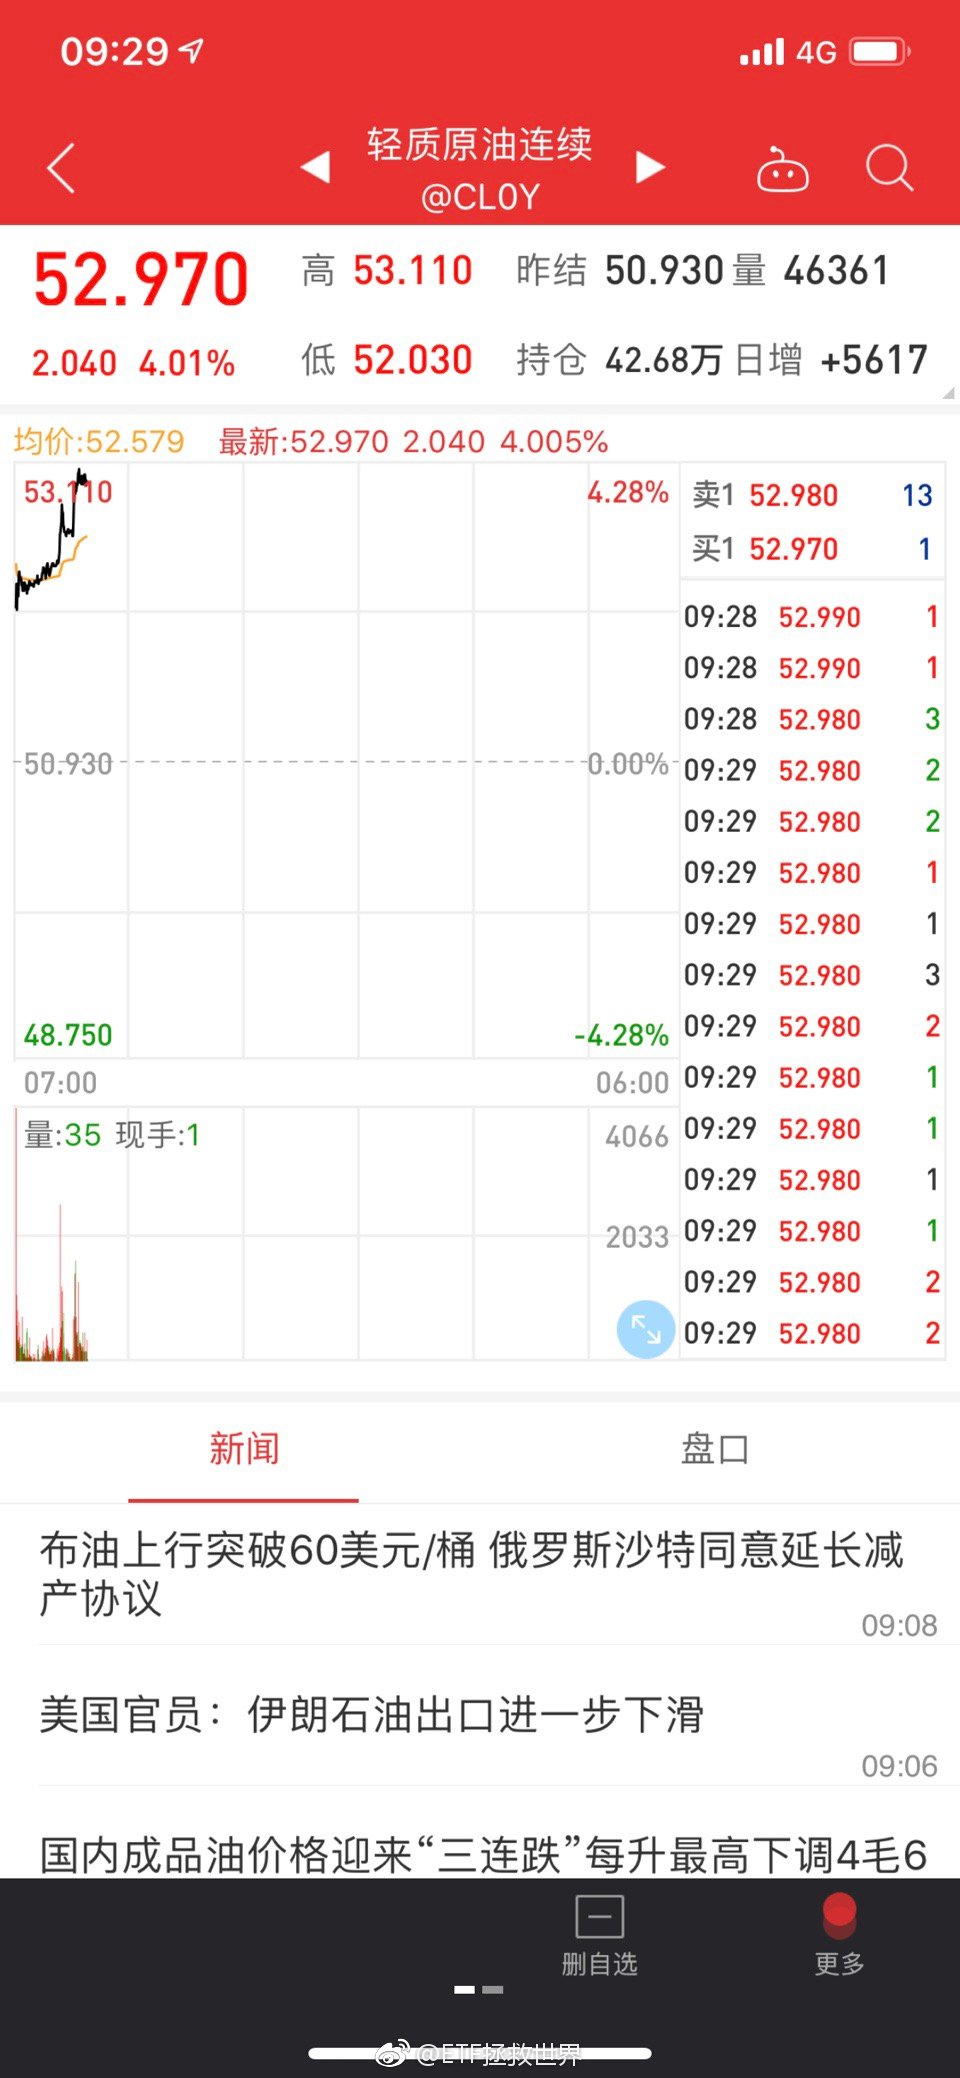 09:29
4G
轻质原油连续
@CL0Y
52.970
高 53.110 昨结 50.930 量 46361
2.040 4.01%
低 52.030 持仓 42.68万 日增 +5617
均价:52.579 最新:52.970 2.040 4.005%
53.110 4.28%
50.930 0.00%
48.750 -4.28%
07:00 06:00
量:35 现手:1 4066
2033
卖1 52.980 13
买1 52.970 1
09:28 52.990 1
09:28 52.990 1
09:28 52.980 3
09:29 52.980 2
09:29 52.980 2
09:29 52.980 1
09:29 52.980 1
09:29 52.980 3
09:29 52.980 2
09:29 52.980 1
09:29 52.980 1
09:29 52.980 1
09:29 52.980 1
09:29 52.980 2
09:29 52.980 2
新闻 盘口
布油上行突破60美元/桶 俄罗斯沙特同意延长减
产协议
09:08
美国官员：伊朗石油出口进一步下滑
09:06
国内成品油价格迎来“三连跌”每升最高下调4毛6
删自选 更多
@ETF拯救世界